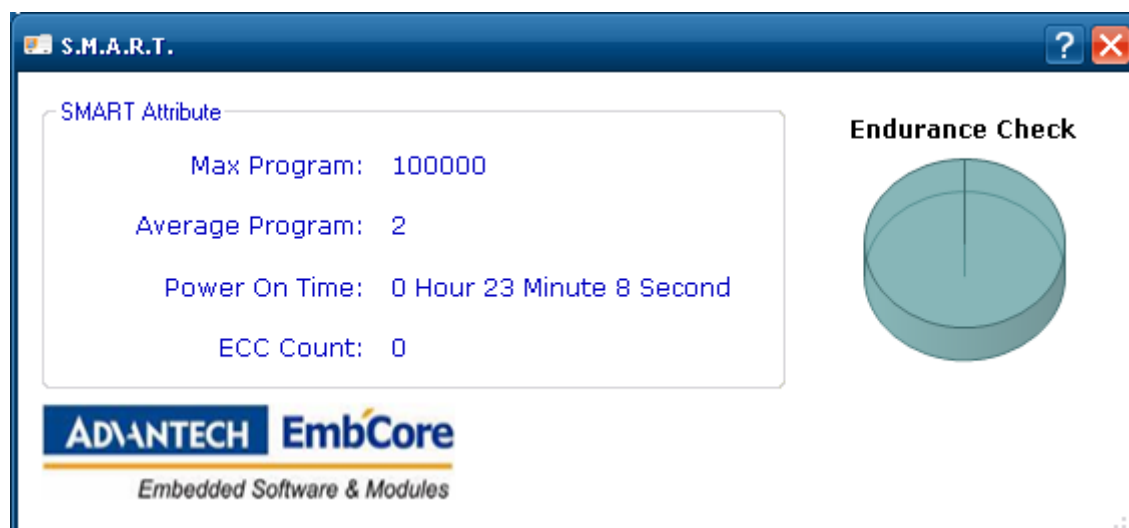 S.M.A.R.T.
?
SMART Attribute
Max Program: 100000
Average Program: 2
Power On Time: 0 Hour 23 Minute 8 Second
ECC Count: 0
Endurance Check
ADVANTECH EmbCore
Embedded Software & Modules